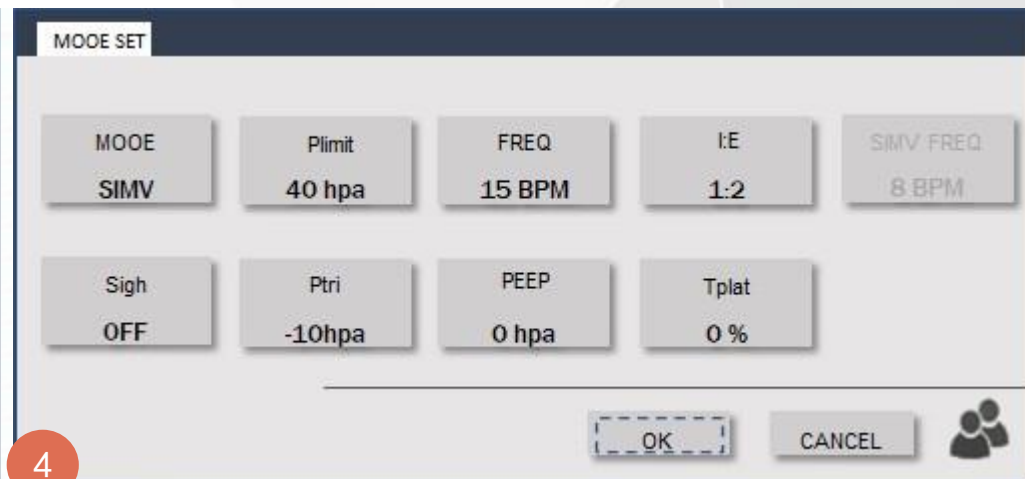 MOOE SET
MOOE
SIMV
Plimit
40 hpa
FREQ
15 BPM
I:E
1:2
SIMV FREQ
8 BPM
Sigh
OFF
Ptri
-10hpa
PEEP
0 hpa
Tplat
0 %
OK
CANCEL
4